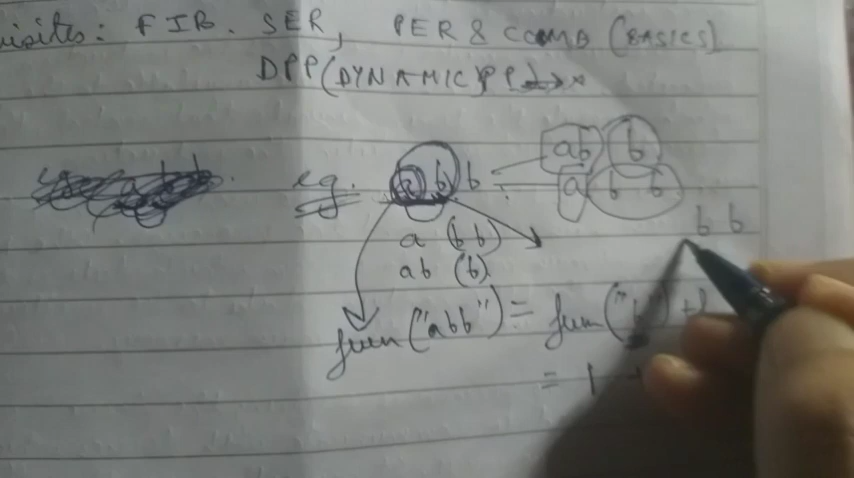 isites: FIB. SER, PER & COMB (BASICS)
DPP (DYNAMIC PP)
eg. a b b
ab b
a b b
b b
a (b b)
ab (b)
fun("abb") = fun("b") +
= 1 +